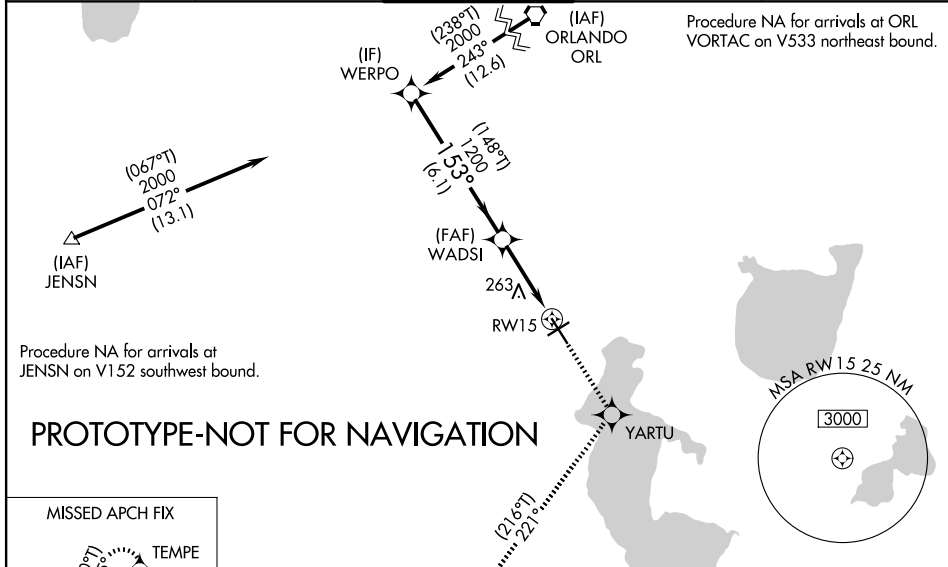 (IAF)
ORLANDO
ORL
Procedure NA for arrivals at ORL
VORTAC on V533 northeast bound.
(238°T)
2000
243°
(12.6)
(IF)
WERPO
(148°T)
1200
153°
(6.1)
(067°T)
2000
072°
(13.1)
(IAF)
JENSN
(FAF)
WADSI
263
RW15
Procedure NA for arrivals at
JENSN on V152 southwest bound.
MSA RW15 25 NM
3000
PROTOTYPE-NOT FOR NAVIGATION
YARTU
(216°T)
221°
MISSED APCH FIX
TEMPE